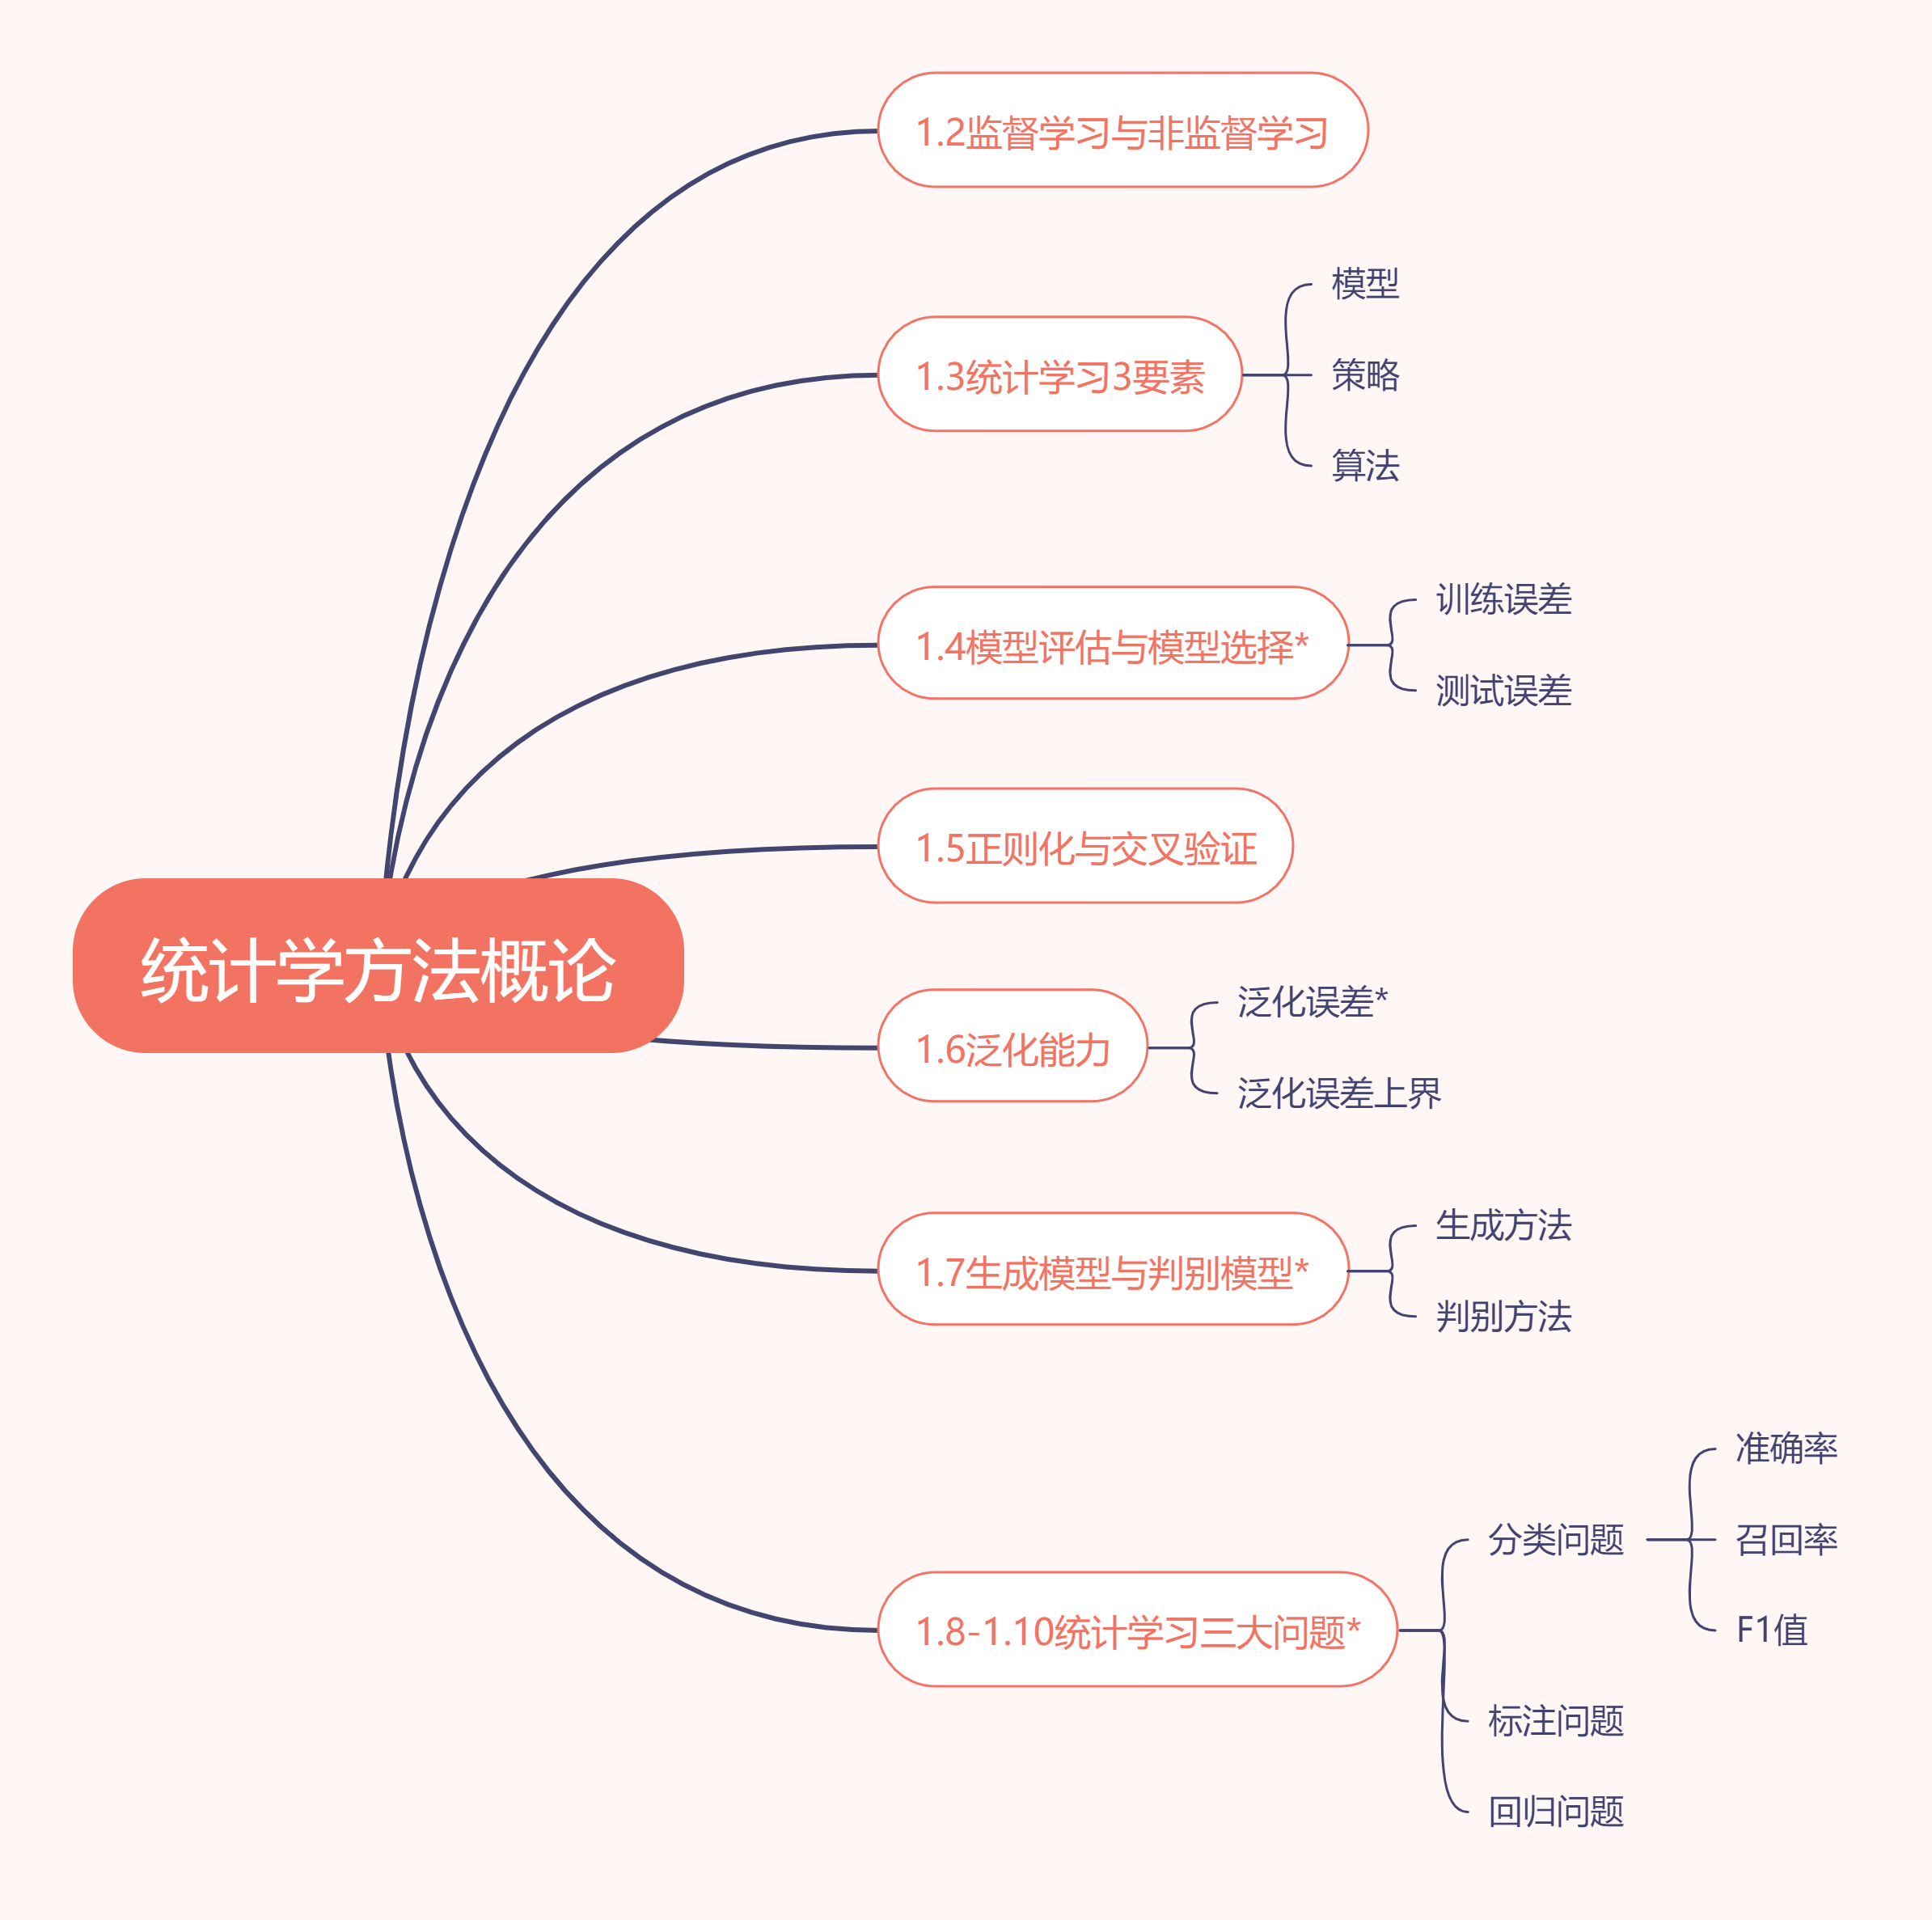 统计学方法概论
1.2监督学习与非监督学习
1.3统计学习3要素
模型
策略
算法
1.4模型评估与模型选择*
训练误差
测试误差
1.5正则化与交叉验证
1.6泛化能力
泛化误差*
泛化误差上界
1.7生成模型与判别模型*
生成方法
判别方法
1.8-1.10统计学习三大问题*
分类问题
准确率
召回率
F1值
标注问题
回归问题